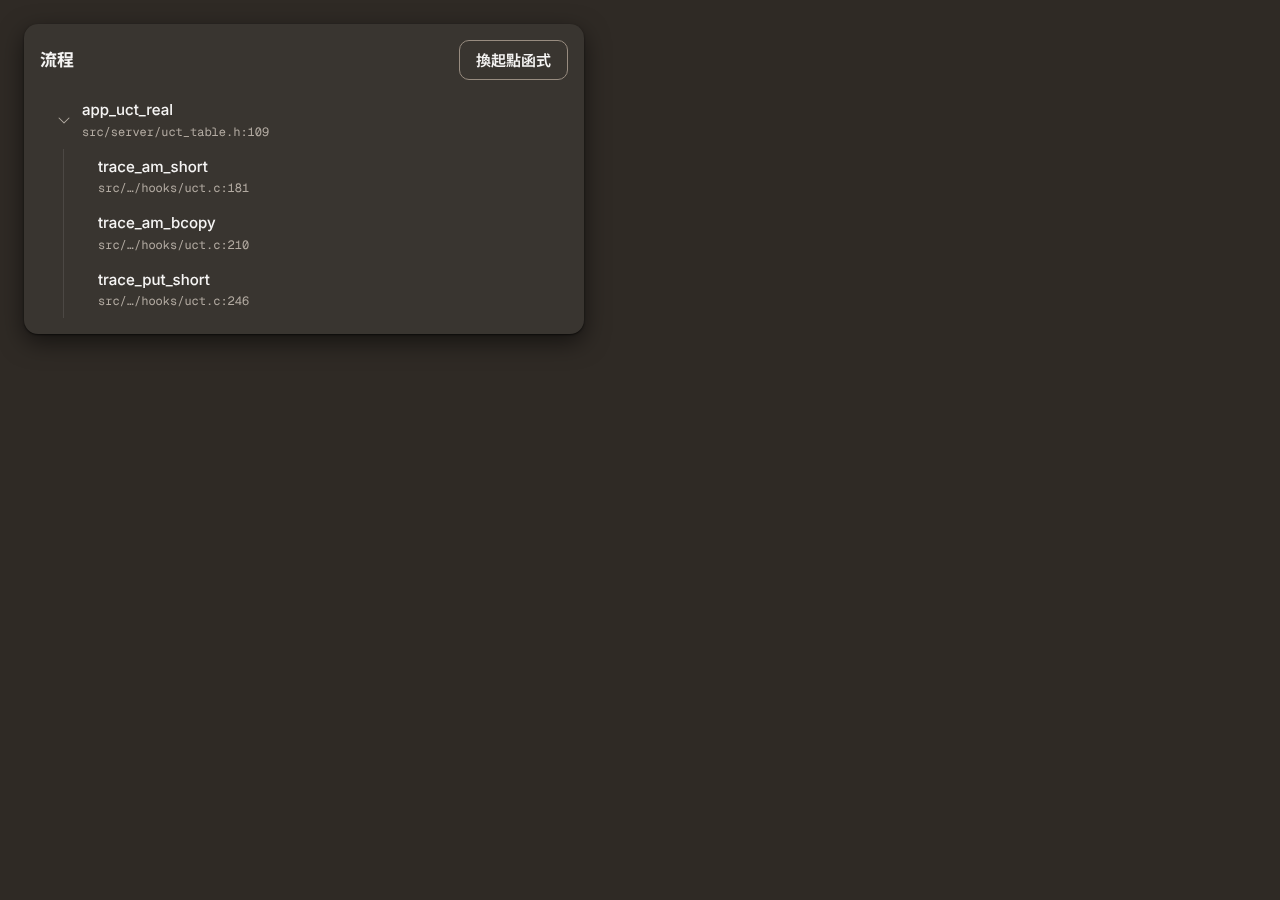 流程
換起點函式
app_uct_real
src/server/uct_table.h:109
trace_am_short
src/…/hooks/uct.c:181
trace_am_bcopy
src/…/hooks/uct.c:210
trace_put_short
src/…/hooks/uct.c:246